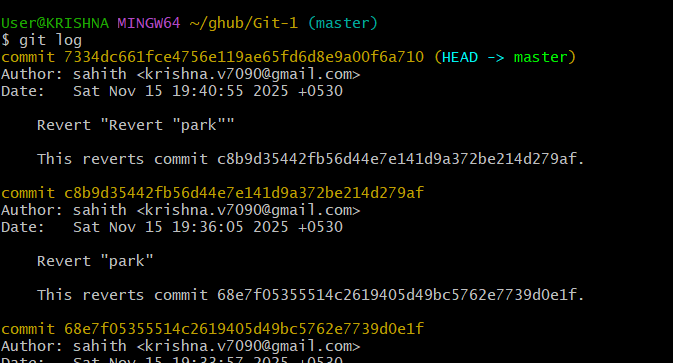 User@KRISHNA MINGW64 ~/ghub/Git-1 (master)
$ git log
commit 7334dc661fce4756e119ae65fd6d8e9a00f6a710 (HEAD -> master)
Author: sahith <krishna.v7090@gmail.com>
Date:   Sat Nov 15 19:40:55 2025 +0530
    Revert "Revert "park""
    This reverts commit c8b9d35442fb56d44e7e141d9a372be214d279af.
commit c8b9d35442fb56d44e7e141d9a372be214d279af
Author: sahith <krishna.v7090@gmail.com>
Date:   Sat Nov 15 19:36:05 2025 +0530
    Revert "park"
    This reverts commit 68e7f05355514c2619405d49bc5762e7739d0e1f.
commit 68e7f05355514c2619405d49bc5762e7739d0e1f
Author: sahith <krishna.v7090@gmail.com>
Date:   Sat Nov 15 19:33:57 2025 +0530